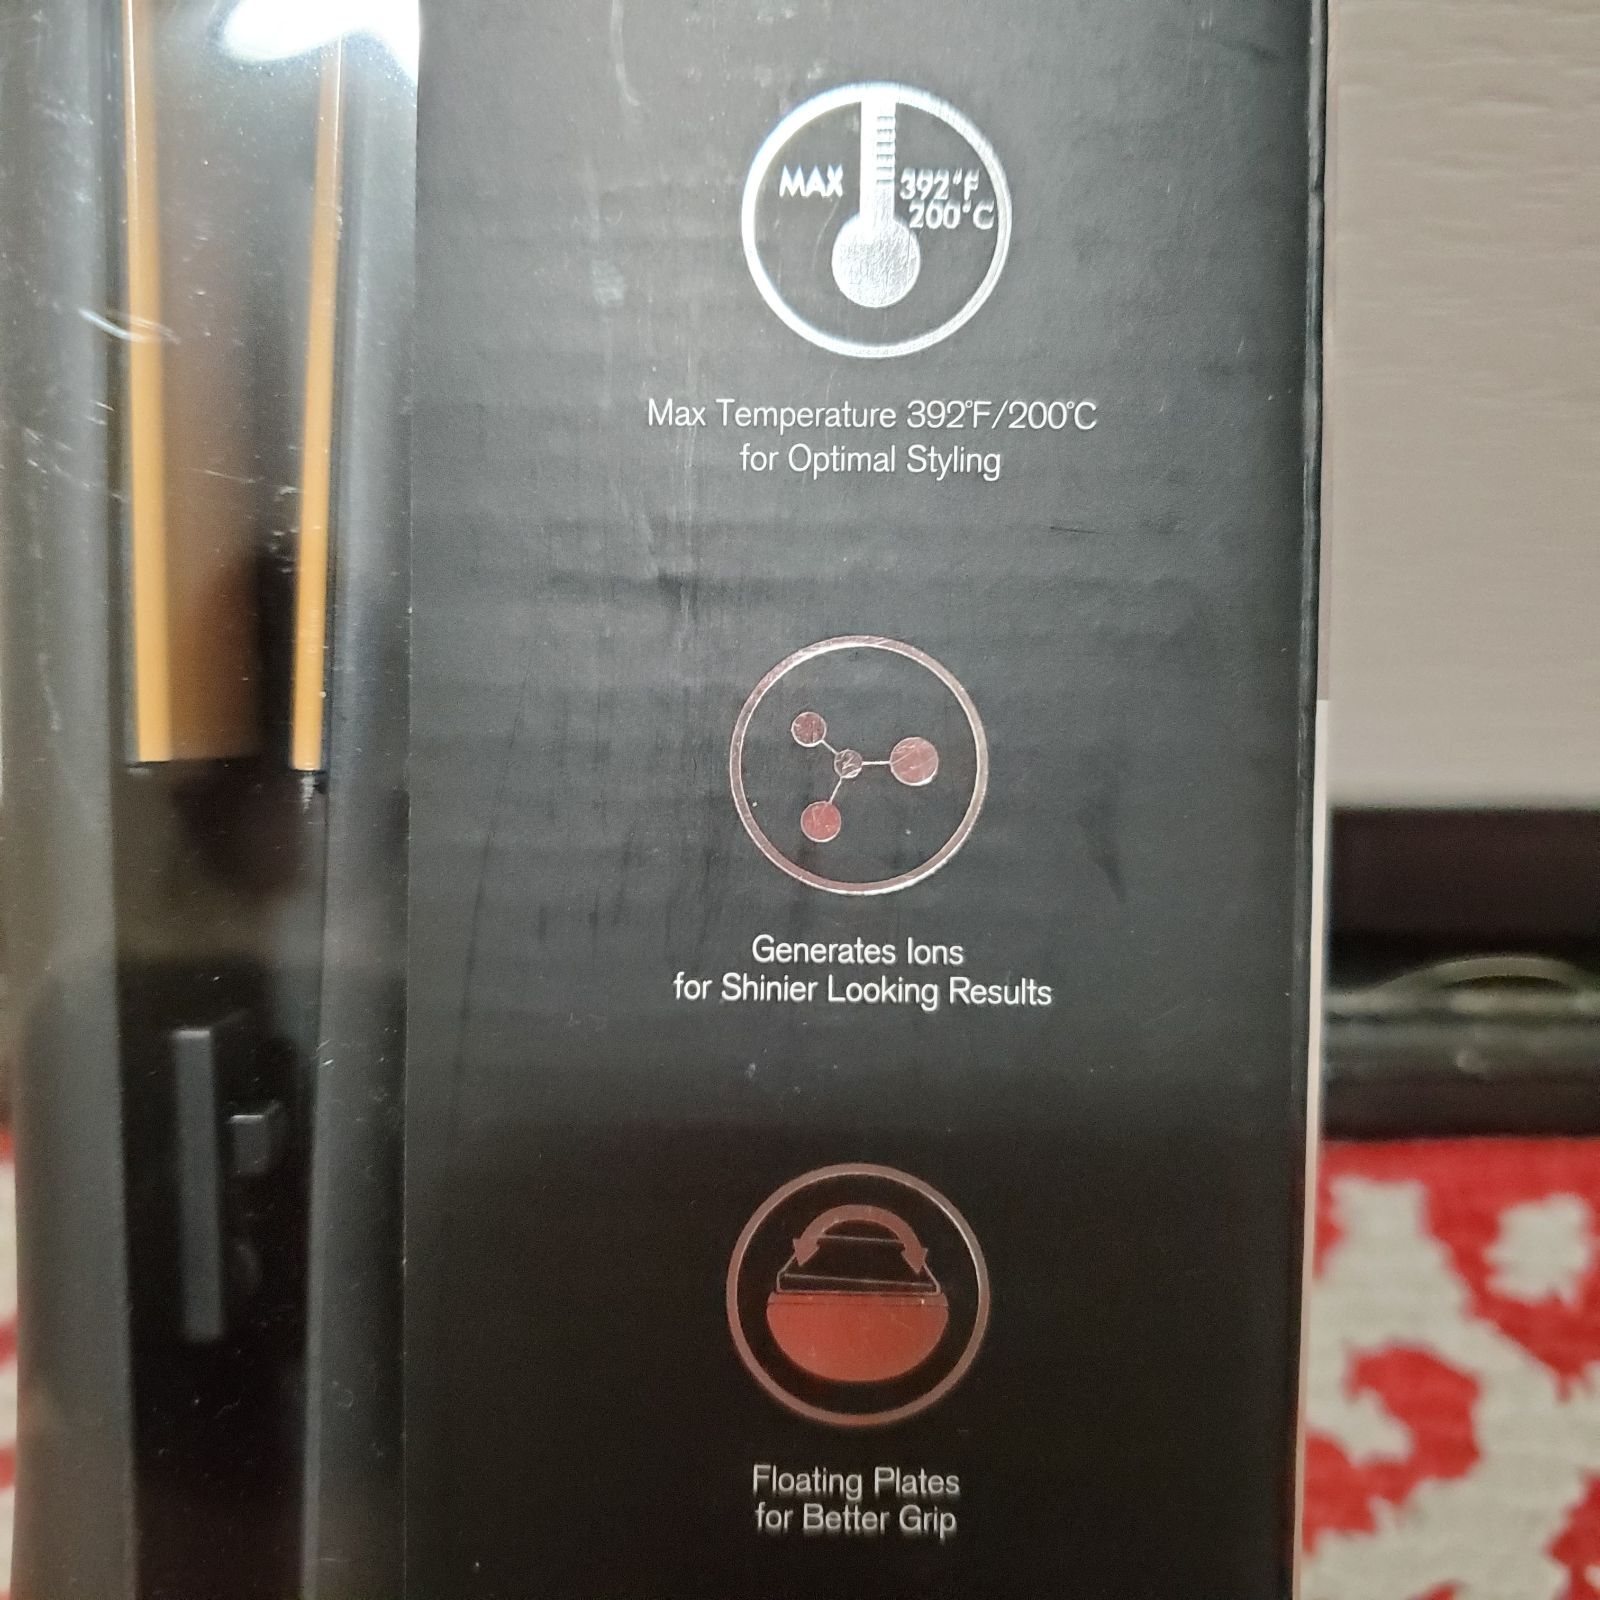 MAX 392°F
200°C
Max Temperature 392°F/200°C
for Optimal Styling
Generates Ions
for Shinier Looking Results
Floating Plates
for Better Grip